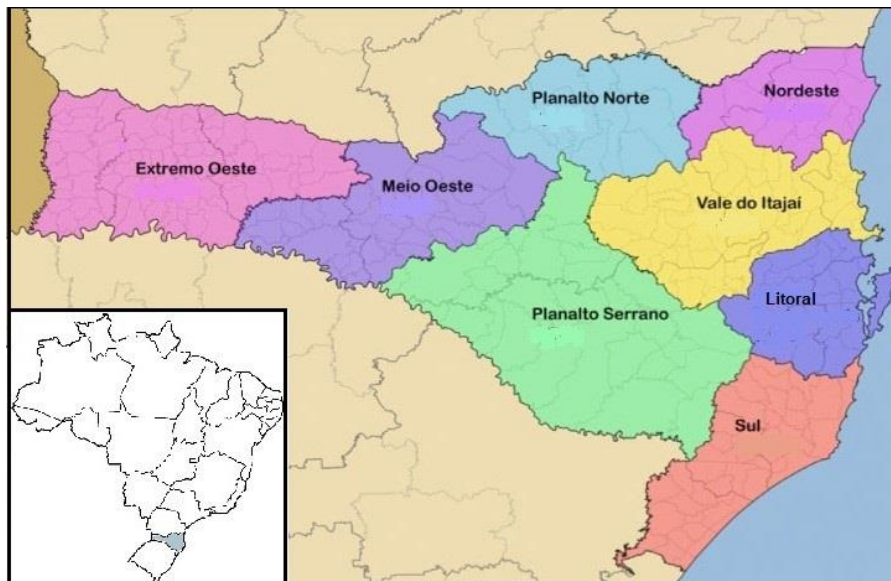 Planalto Norte
Nordeste
Extremo Oeste
Meio Oeste
Vale do Itajaí
Litoral
Planalto Serrano
Sul